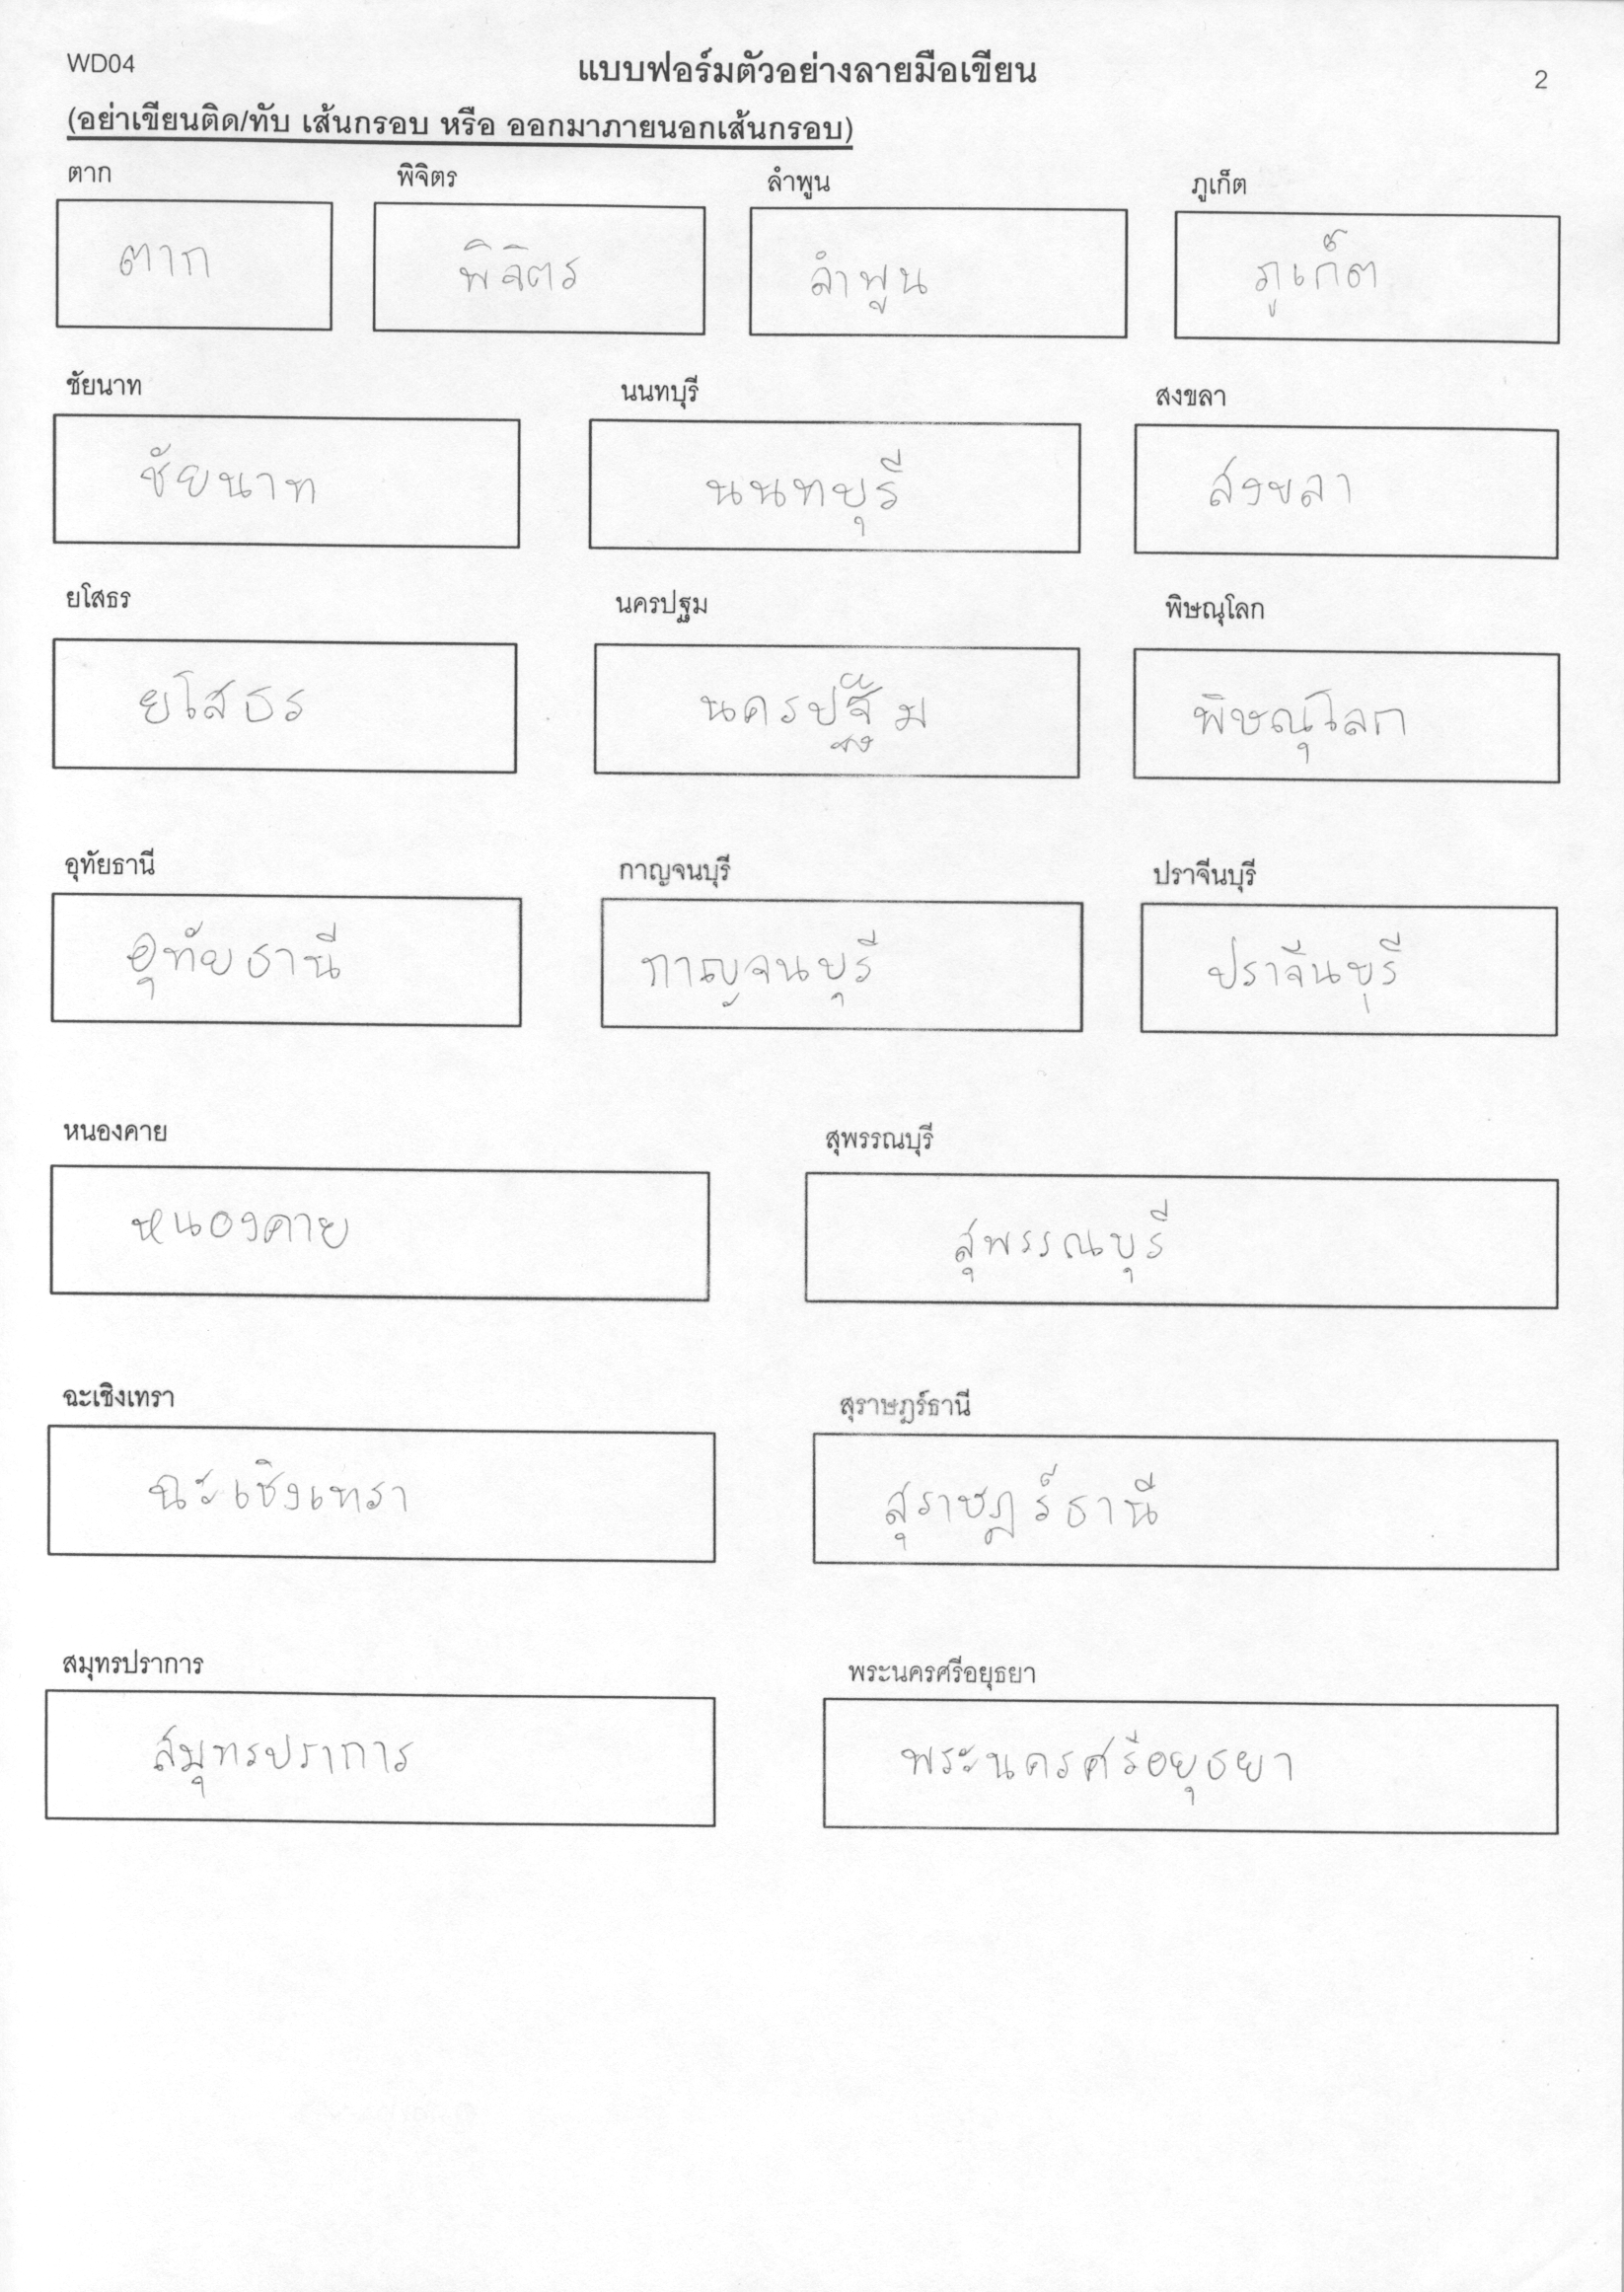 WD04 แบบฟอร์มตัวอย่างลายมือเขียน 2
(อย่าเขียนติด/ทับ เส้นกรอบ หรือ ออกมาภายนอกเส้นกรอบ)
ตาก พิจิตร ลำพูน ภูเก็ต
ตาก พิจิตร ลำพูน ภูเก็ต
ชัยนาท นนทบุรี สงขลา
ชัยนาท นนทบุรี สงขลา
ยโสธร นครปฐม พิษณุโลก
ยโสธร พิษณุโลก
อุทัยธานี กาญจนบุรี ปราจีนบุรี
อุทัยธานี กาญจนบุรี ปราจีนบุรี
หนองคาย สุพรรณบุรี
หนองคาย สุพรรณบุรี
ฉะเชิงเทรา สุราษฎร์ธานี
ฉะเชิงเทรา สุราษฎร์ธานี
สมุทรปราการ พระนครศรีอยุธยา
สมุทรปราการ พระนครศรีอยุธยา